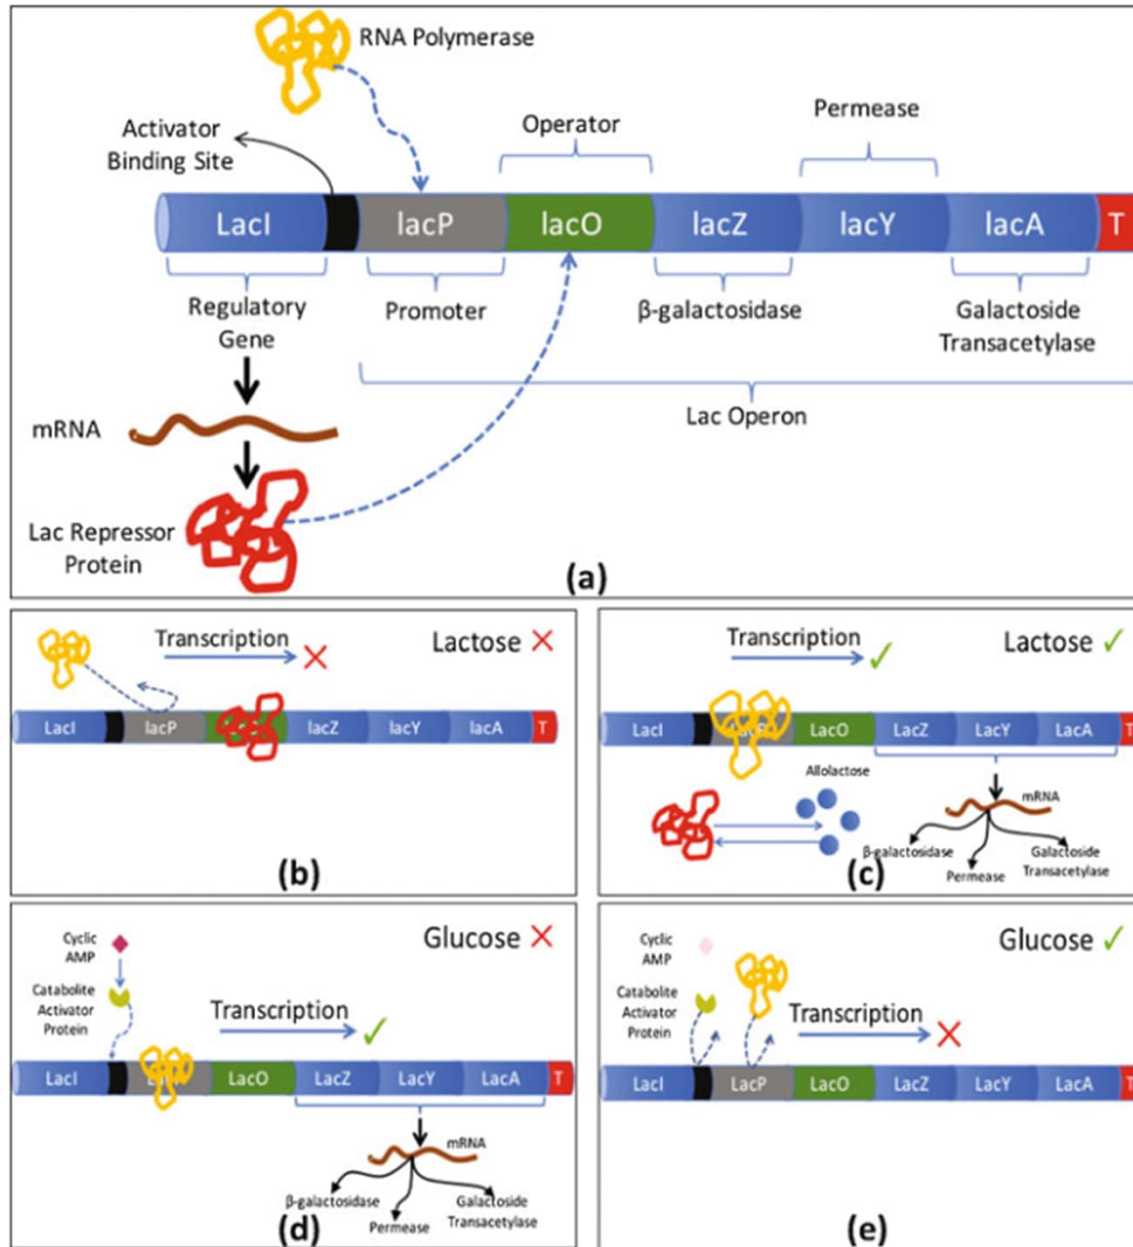 RNA Polymerase
Activator
Binding Site
Operator
Permease
LacI
lacP
lacO
lacZ
lacY
lacA
T
Regulatory
Gene
Promoter
β-galactosidase
Galactoside
Transacetylase
Lac Operon
mRNA
Lac Repressor
Protein
(a)
Transcription
Lactose
LacI
lacP
lacZ
lacY
lacA
T
(b)
Transcription
Lactose
LacI
LacO
LacZ
LacY
LacA
T
Allolactose
mRNA
β-galactosidase
Permease
Galactoside
Transacetylase
(c)
Cyclic
AMP
Glucose
Catabolite
Activator
Protein
Transcription
LacI
LacO
LacZ
LacY
LacA
T
mRNA
β-galactosidase
Permease
Galactoside
Transacetylase
(d)
Cyclic
AMP
Glucose
Catabolite
Activator
Protein
Transcription
LacI
LacP
LacO
LacZ
LacY
LacA
T
(e)